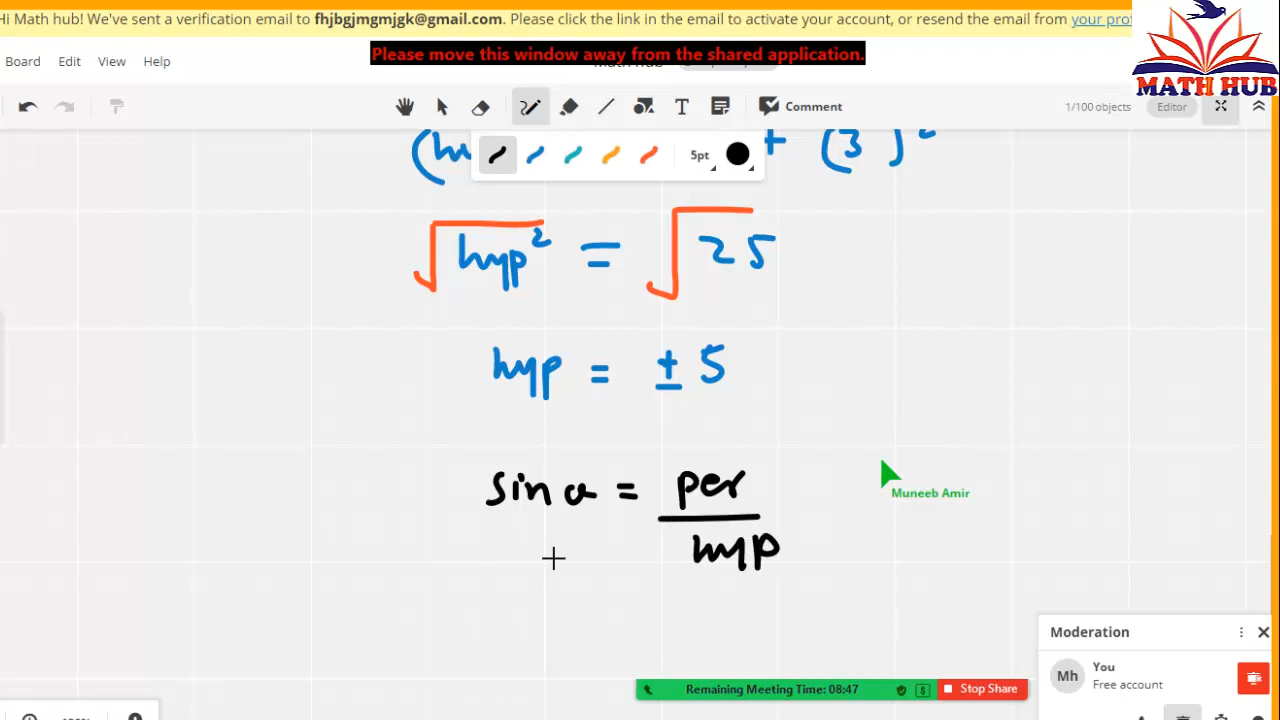 Hi Math hub! We've sent a verification email to fhjbgjmgmjgk@gmail.com. Please click the link in the email to activate your account, or resend the email from your prof
Please move this window away from the shared application.
MATH HUB
Board Edit View Help
Comment
1/100 objects
Editor
5pt
+ (3)²
√hyp² = √25
hyp = ± 5
sin α = per
hyp
Muneeb Amir
Moderation
Mh
You
Free account
Remaining Meeting Time: 08:47
Stop Share